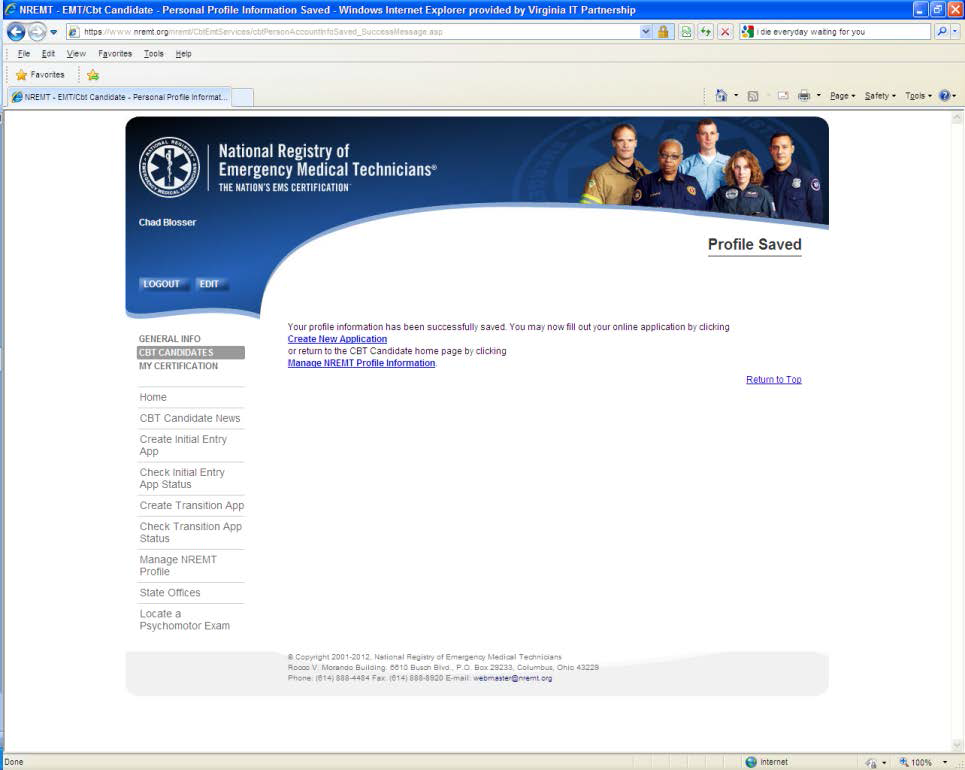 NREMT - EMT/Cbt Candidate - Personal Profile Information Saved - Windows Internet Explorer provided by Virginia IT Partnership
https://www.nremt.org/nremt/CbtEmtServices/cbtPersonAccountInfoSaved_SuccessMessage.asp
i die everyday waiting for you
File Edit View Favorites Tools Help
Favorites
NREMT - EMT/Cbt Candidate - Personal Profile Informat...
Page Safety Tools
National Registry of
Emergency Medical Technicians®
THE NATION'S EMS CERTIFICATION
Chad Blosser
Profile Saved
LOGOUT EDIT
Your profile information has been successfully saved. You may now fill out your online application by clicking
Create New Application
or return to the CBT Candidate home page by clicking
Manage NREMT Profile Information.
Return to Top
GENERAL INFO
CBT CANDIDATES
MY CERTIFICATION
Home
CBT Candidate News
Create Initial Entry
App
Check Initial Entry
App Status
Create Transition App
Check Transition App
Status
Manage NREMT
Profile
State Offices
Locate a
Psychomotor Exam
© Copyright 2001-2012, National Registry of Emergency Medical Technicians
Rocco V. Morando Building. 6610 Busch Blvd., P.O. Box 29233, Columbus, Ohio 43229
Phone: (614) 888-4484 Fax: (614) 888-8920 E-mail: webmaster@nremt.org
Done
Internet
100%